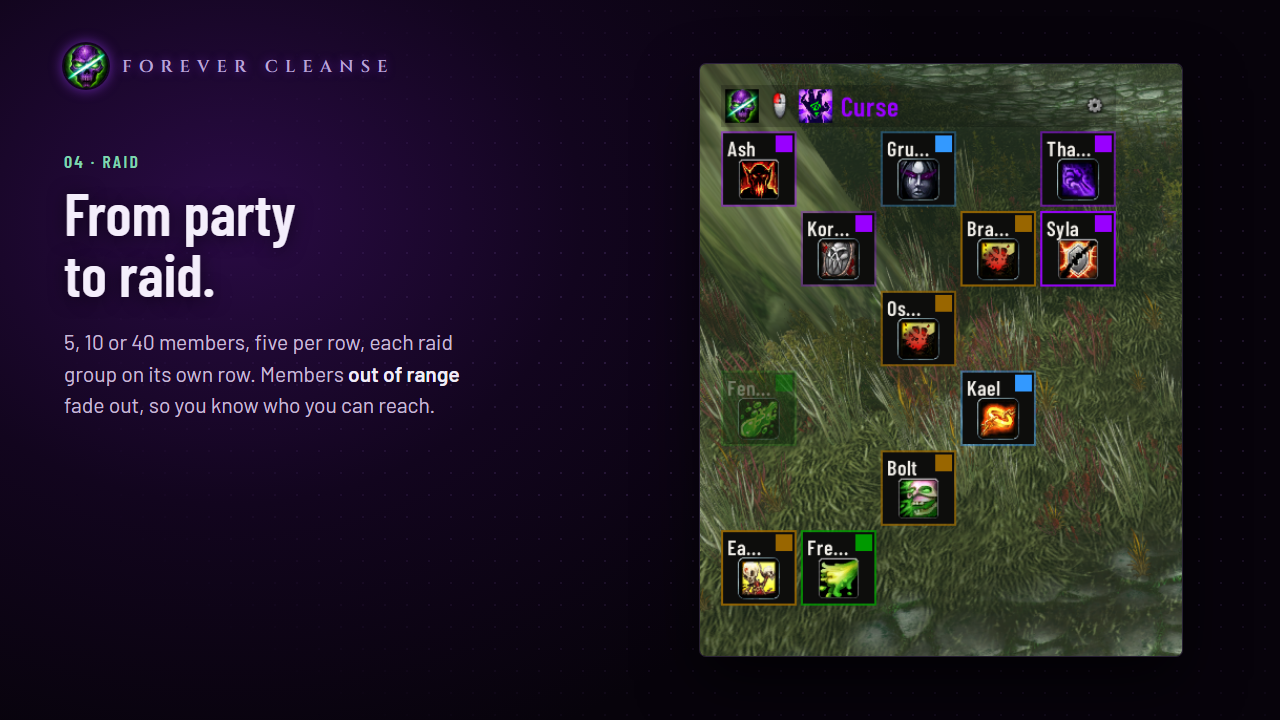 FOREVER CLEANSE
04 · RAID
From party
to raid.
5, 10 or 40 members, five per row, each raid
group on its own row. Members out of range
fade out, so you know who you can reach.
Curse
Ash
Gru...
Tha...
Kor...
Bra...
Syla
Os...
Fen...
Kael
Bolt
Ea...
Fre...